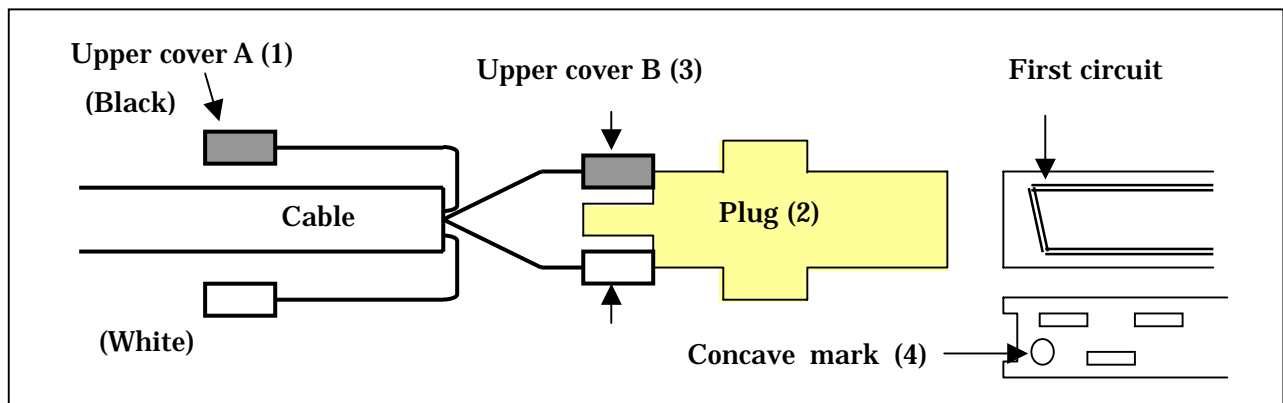 Upper cover A (1)
(Black)
Upper cover B (3)
First circuit
Cable
Plug (2)
(White)
Concave mark (4)